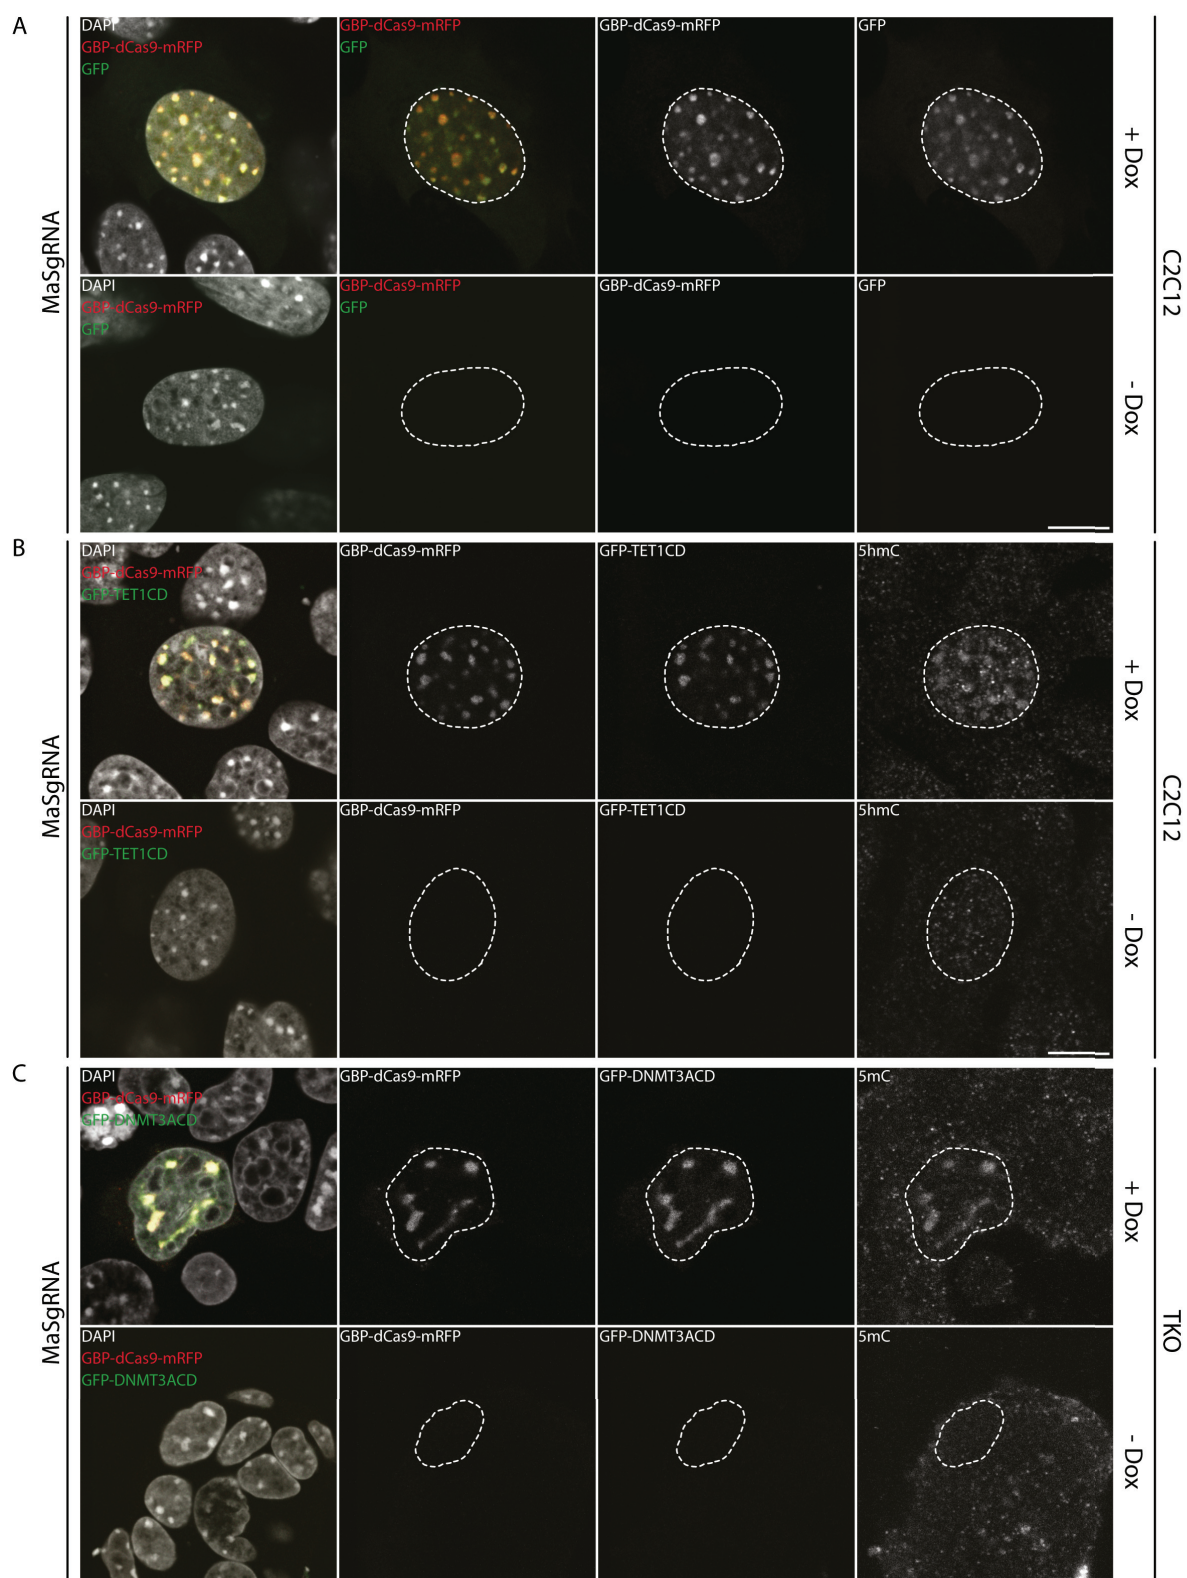 A
DAPI
GBP-dCas9-mRFP
GFP
GBP-dCas9-mRFP
GFP
GBP-dCas9-mRFP
GFP
+ Dox
DAPI
GBP-dCas9-mRFP
GFP
GBP-dCas9-mRFP
GFP
GBP-dCas9-mRFP
GFP
- Dox
MaSgRNA
C2C12
B
DAPI
GBP-dCas9-mRFP
GFP-TET1CD
GBP-dCas9-mRFP
GFP-TET1CD
5hmC
+ Dox
DAPI
GBP-dCas9-mRFP
GFP-TET1CD
GBP-dCas9-mRFP
GFP-TET1CD
5hmC
- Dox
MaSgRNA
C2C12
C
DAPI
GBP-dCas9-mRFP
GFP-DNMT3ACD
GBP-dCas9-mRFP
GFP-DNMT3ACD
5mC
+ Dox
DAPI
GBP-dCas9-mRFP
GFP-DNMT3ACD
GBP-dCas9-mRFP
GFP-DNMT3ACD
5mC
- Dox
MaSgRNA
TKO